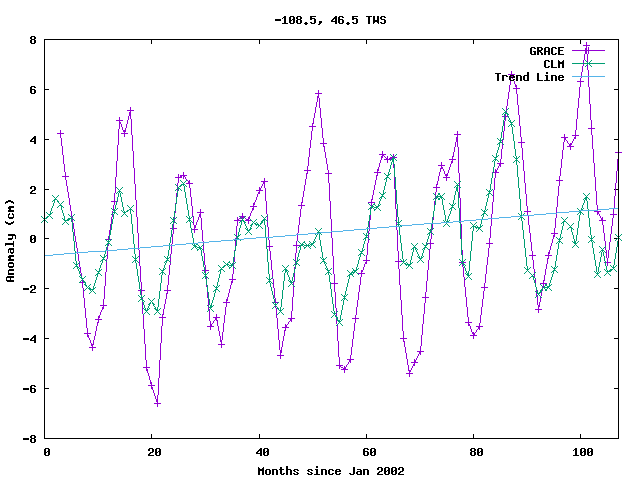 -108.5, 46.5 TWS
8
6
4
2
0
-2
-4
-6
-8
Anomaly (cm)
GRACE
CLM
Trend Line
0 20 40 60 80 100
Months since Jan 2002